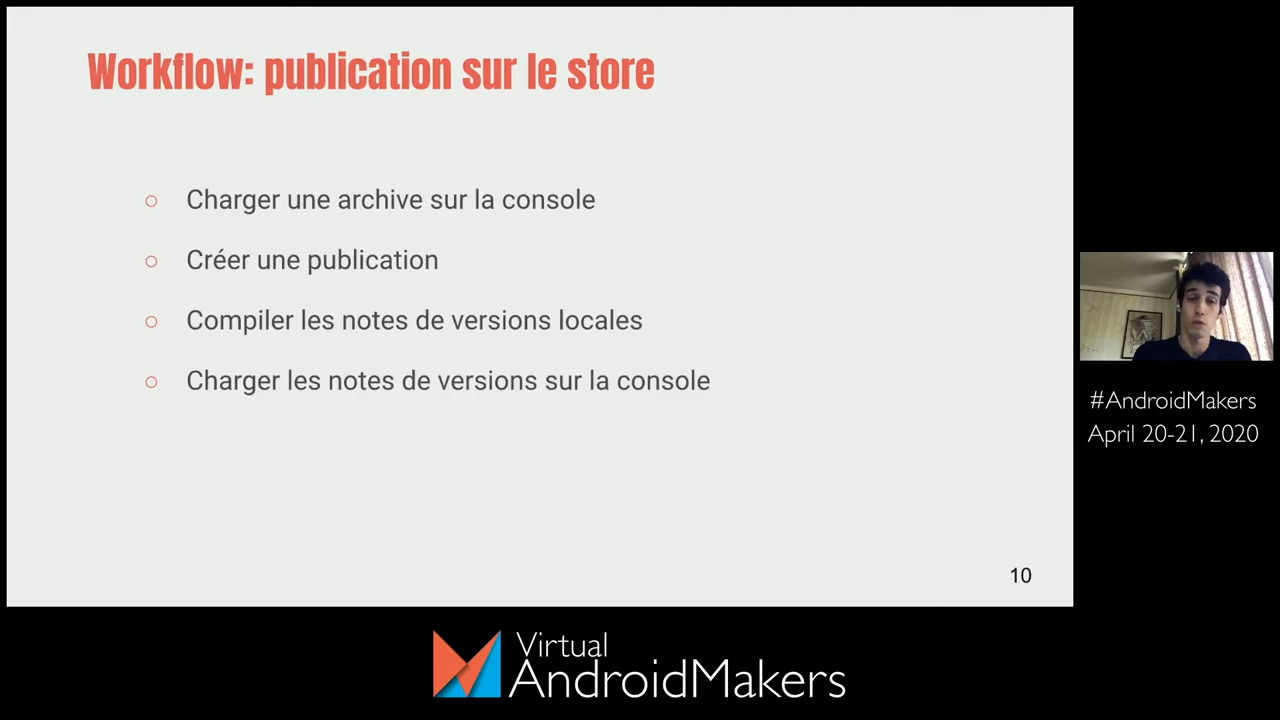 Workflow: publication sur le store
○ Charger une archive sur la console
○ Créer une publication
○ Compiler les notes de versions locales
○ Charger les notes de versions sur la console
10
#AndroidMakers
April 20-21, 2020
Virtual
AndroidMakers